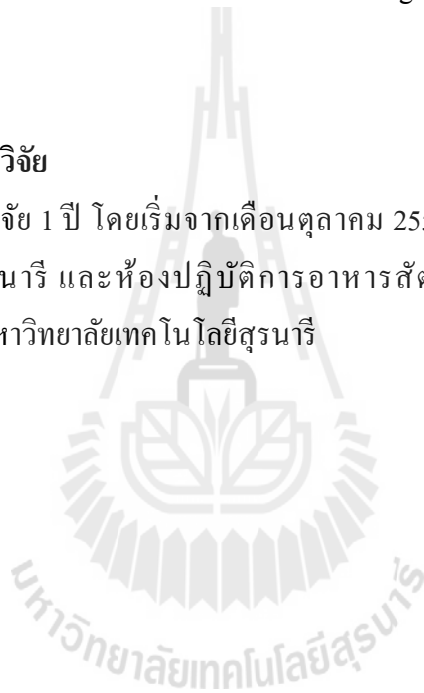 วิจัย
จัย 1 ปี โดยเริ่มจากเดือนตุลาคม 255
นารี และห้องปฏิบัติการอาหารสัต
หาวิทยาลัยเทคโนโลยีสุรนารี
มหาวิทยาลัยเทคโนโลยีสุรนารี